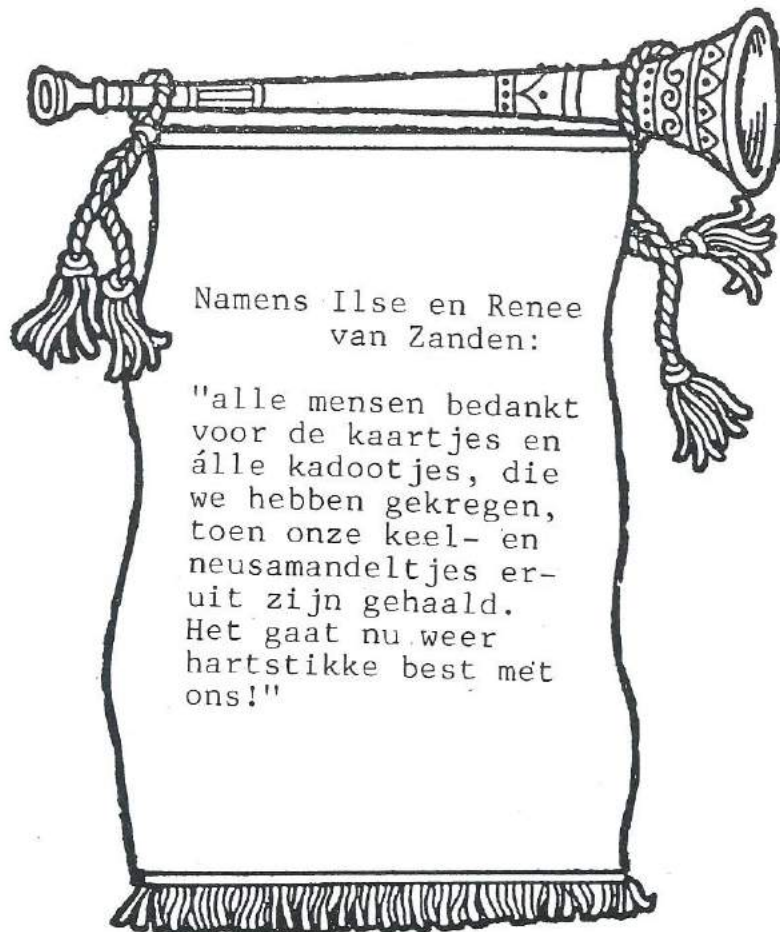 Namens Ilse en Renee
van Zanden:
"alle mensen bedankt
voor de kaartjes en
álle kadootjes, die
we hebben gekregen,
toen onze keel- en
neusamandeltjes er-
uit zijn gehaald.
Het gaat nu weer
hartstikke best met
ons!"